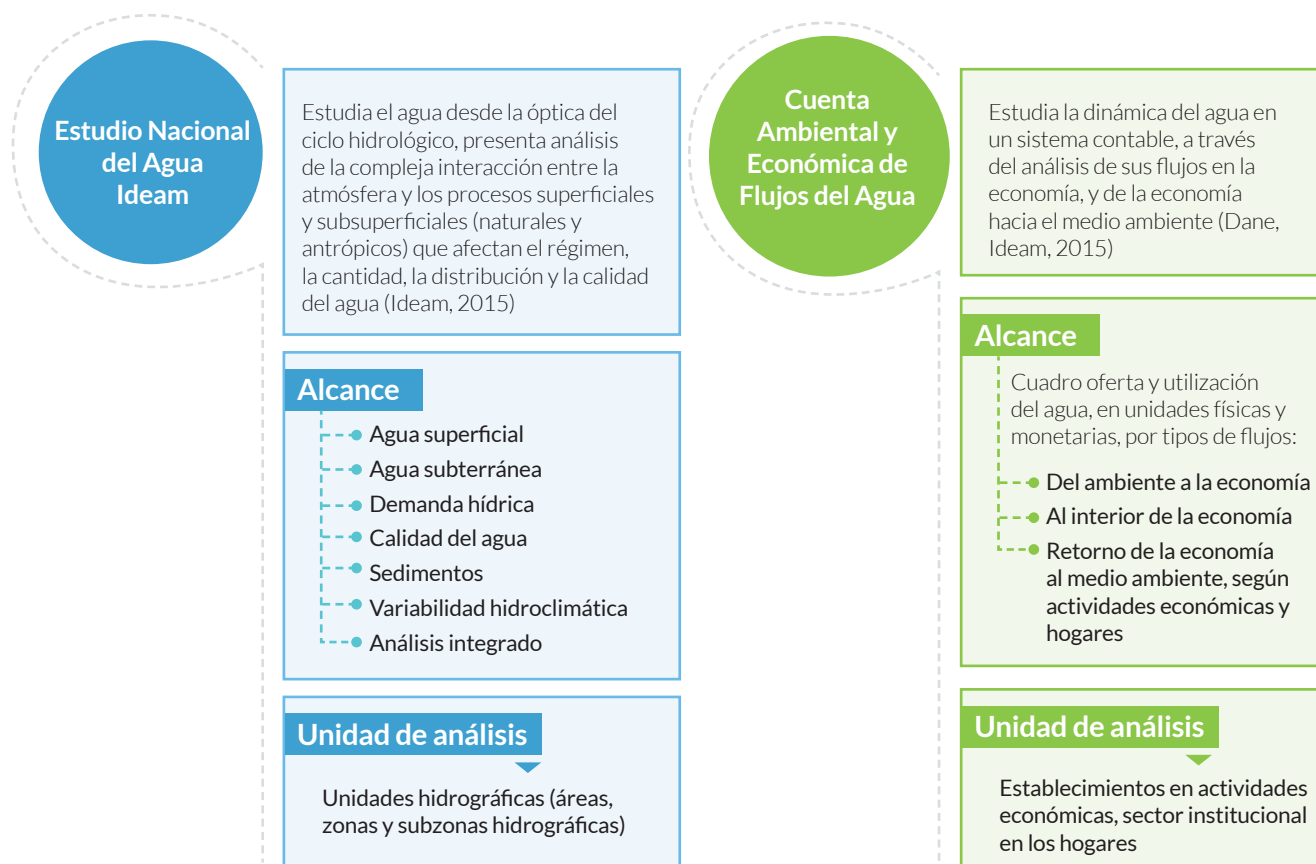 Estudio Nacional
del Agua
Ideam
Estudia el agua desde la óptica del
ciclo hidrológico, presenta análisis
de la compleja interacción entre la
atmósfera y los procesos superficiales
y subsuperficiales (naturales y
antrópicos) que afectan el régimen,
la cantidad, la distribución y la calidad
del agua (Ideam, 2015)
Alcance
Agua superficial
Agua subterránea
Demanda hídrica
Calidad del agua
Sedimentos
Variabilidad hidroclimática
Análisis integrado
Unidad de análisis
Unidades hidrográficas (áreas,
zonas y subzonas hidrográficas)
Cuenta
Ambiental y
Económica de
Flujos del Agua
Estudia la dinámica del agua en
un sistema contable, a través
del análisis de sus flujos en la
economía, y de la economía
hacia el medio ambiente (Dane,
Ideam, 2015)
Alcance
Cuadro oferta y utilización
del agua, en unidades físicas y
monetarias, por tipos de flujos:
Del ambiente a la economía
Al interior de la economía
Retorno de la economía
al medio ambiente, según
actividades económicas y
hogares
Unidad de análisis
Establecimientos en actividades
económicas, sector institucional
en los hogares